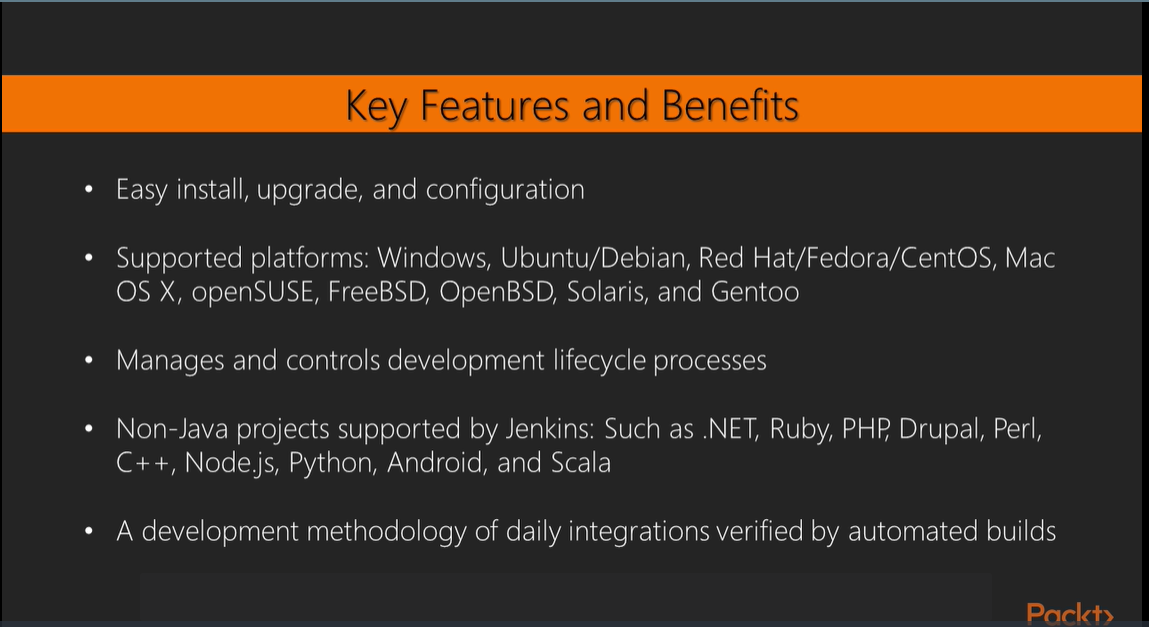 Key Features and Benefits
• Easy install, upgrade, and configuration
• Supported platforms: Windows, Ubuntu/Debian, Red Hat/Fedora/CentOS, Mac
OS X, openSUSE, FreeBSD, OpenBSD, Solaris, and Gentoo
• Manages and controls development lifecycle processes
• Non-Java projects supported by Jenkins: Such as .NET, Ruby, PHP, Drupal, Perl,
C++, Node.js, Python, Android, and Scala
• A development methodology of daily integrations verified by automated builds
Packt>